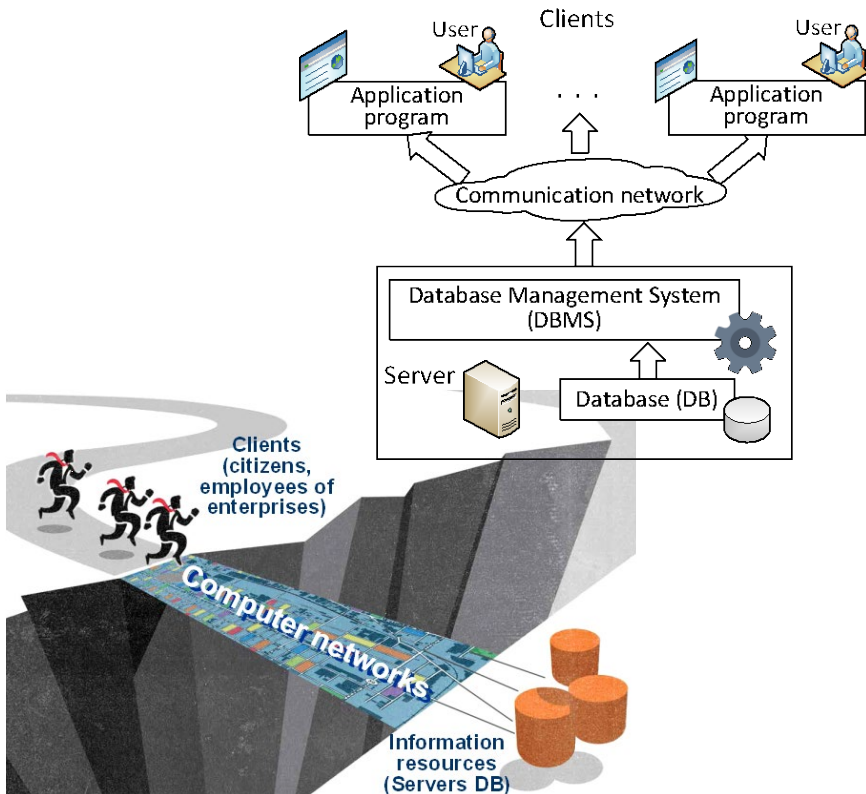 Clients
User
User
Application
program
. . .
Application
program
Communication network
Database Management System
(DBMS)
Server
Database (DB)
Clients
(citizens,
employees of
enterprises)
Computer networks
Information
resources
(Servers DB)